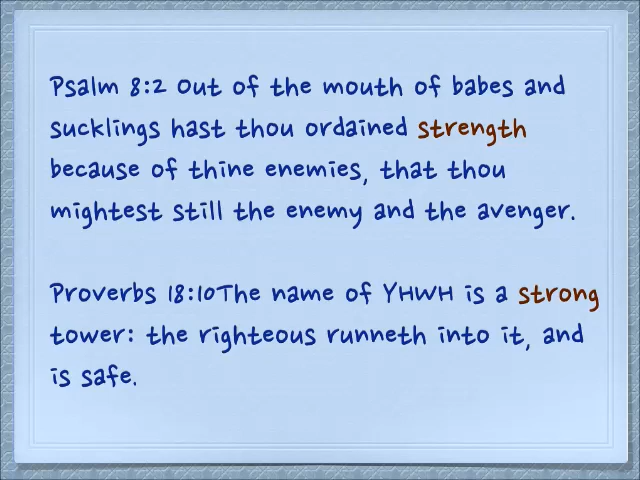 Psalm 8:2 Out of the mouth of babes and
sucklings hast thou ordained strength
because of thine enemies, that thou
mightest still the enemy and the avenger.
Proverbs 18:10The name of YHWH is a strong
tower: the righteous runneth into it, and
is safe.